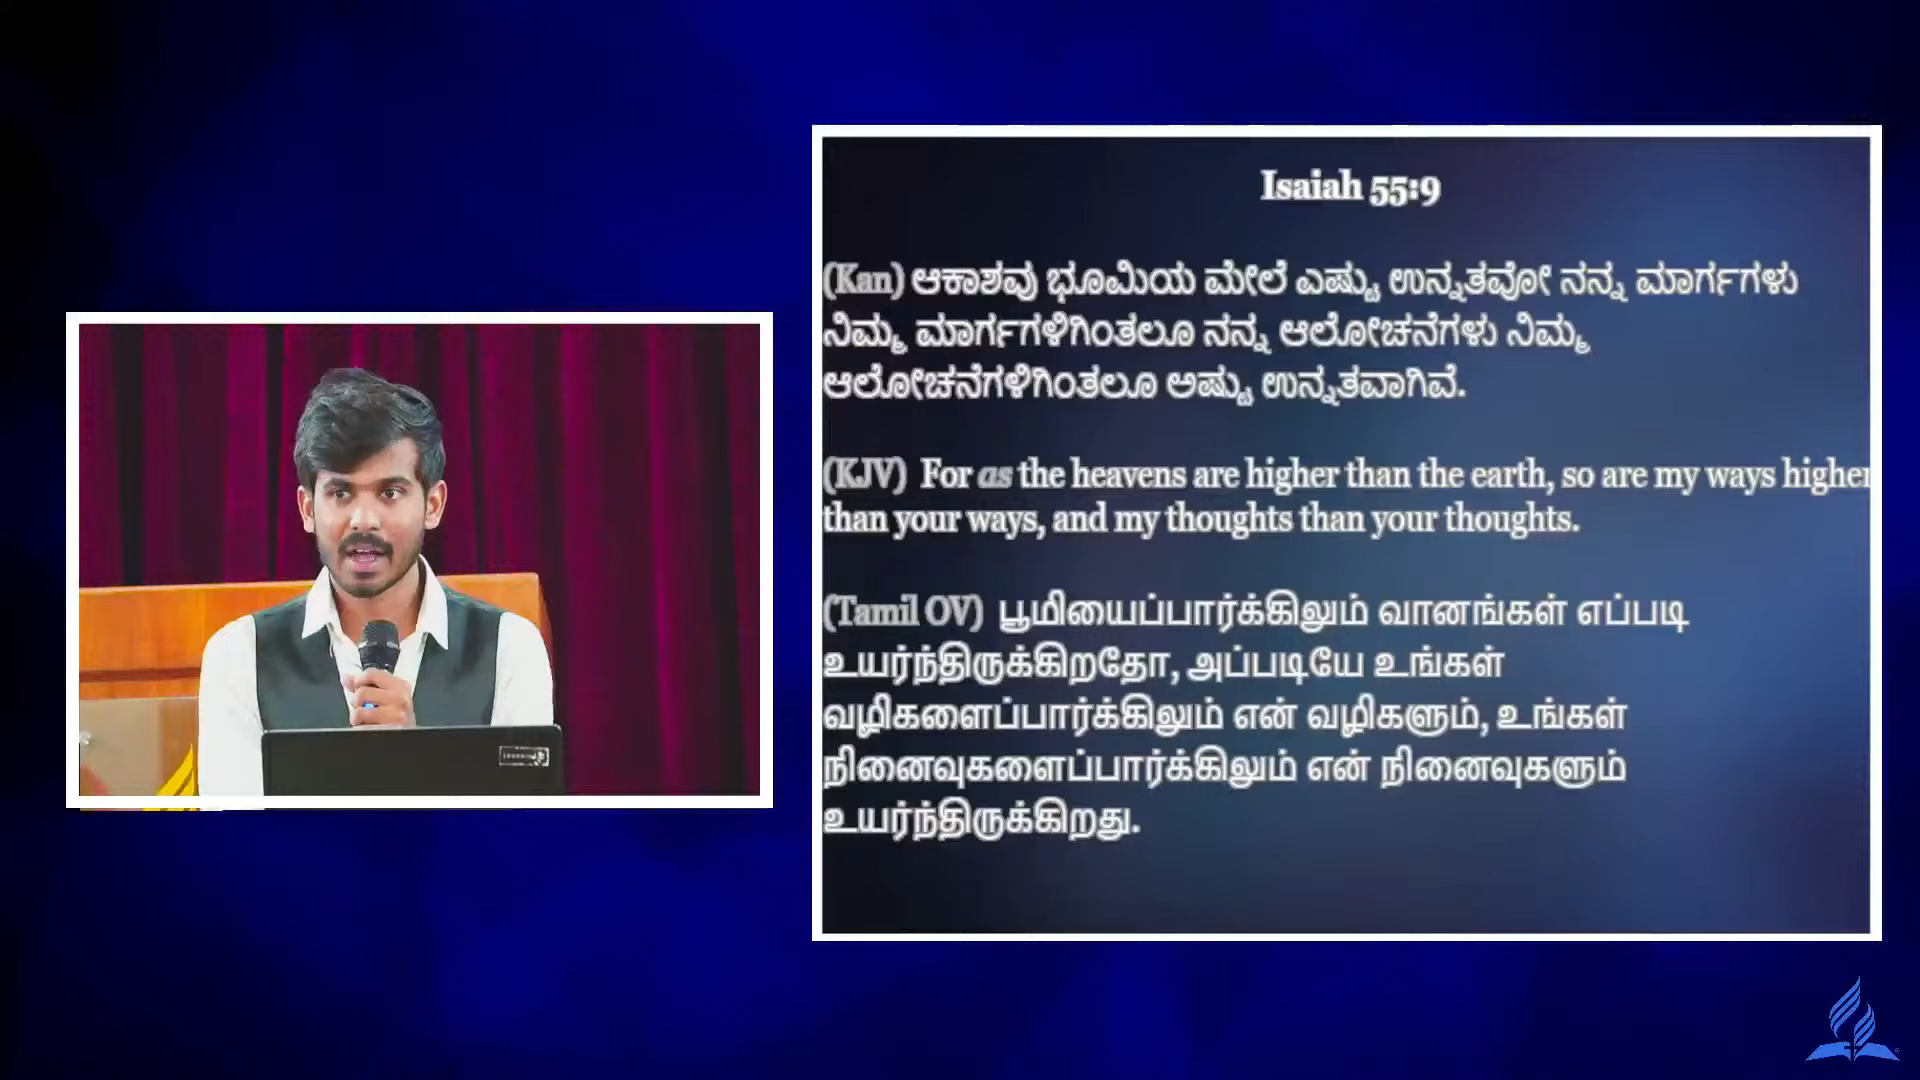 Isaiah 55:9
(Kan) ಆಕಾಶವು ಭೂಮಿಯ ಮೇಲೆ ಎಷ್ಟು ಉನ್ನತವೋ ನನ್ನ ಮಾರ್ಗಗಳು
ನಿಮ್ಮ ಮಾರ್ಗಗಳಿಗಿಂತಲೂ ನನ್ನ ಆಲೋಚನೆಗಳು ನಿಮ್ಮ
ಆಲೋಚನೆಗಳಿಗಿಂತಲೂ ಅಷ್ಟು ಉನ್ನತವಾಗಿವೆ.
(KJV) For as the heavens are higher than the earth, so are my ways higher
than your ways, and my thoughts than your thoughts.
(Tamil OV) பூமியைப்பார்க்கிலும் வானங்கள் எப்படி
உயர்ந்திருக்கிறதோ, அப்படியே உங்கள்
வழிகளைப்பார்க்கிலும் என் வழிகளும், உங்கள்
நினைவுகளைப்பார்க்கிலும் என் நினைவுகளும்
உயர்ந்திருக்கிறது.